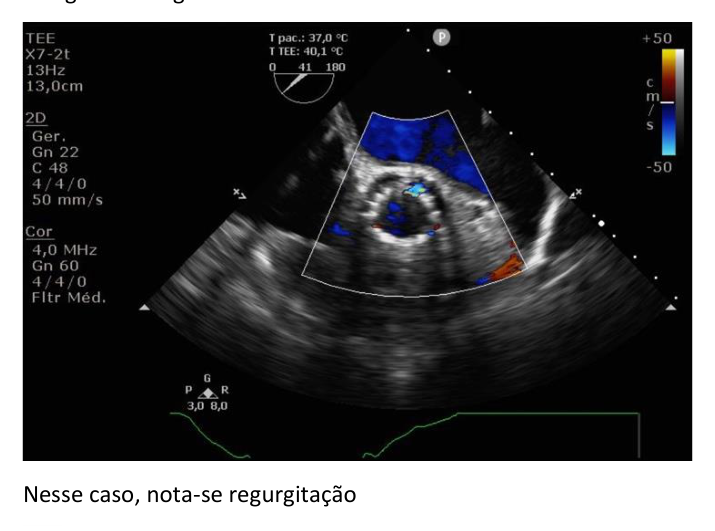 TEE
X7-2t
13Hz
13,0cm
2D
Ger.
Gn 22
C 48
4/4/0
50 mm/s
Cor
4,0 MHz
Gn 60
4/4/0
Fltr Méd.
T pac.: 37,0 °C
T TEE: 40,1 °C
0 41 180
P
+50
c
m
/
s
-50
x
x
G
P R
3,0 8,0
Nesse caso, nota-se regurgitação